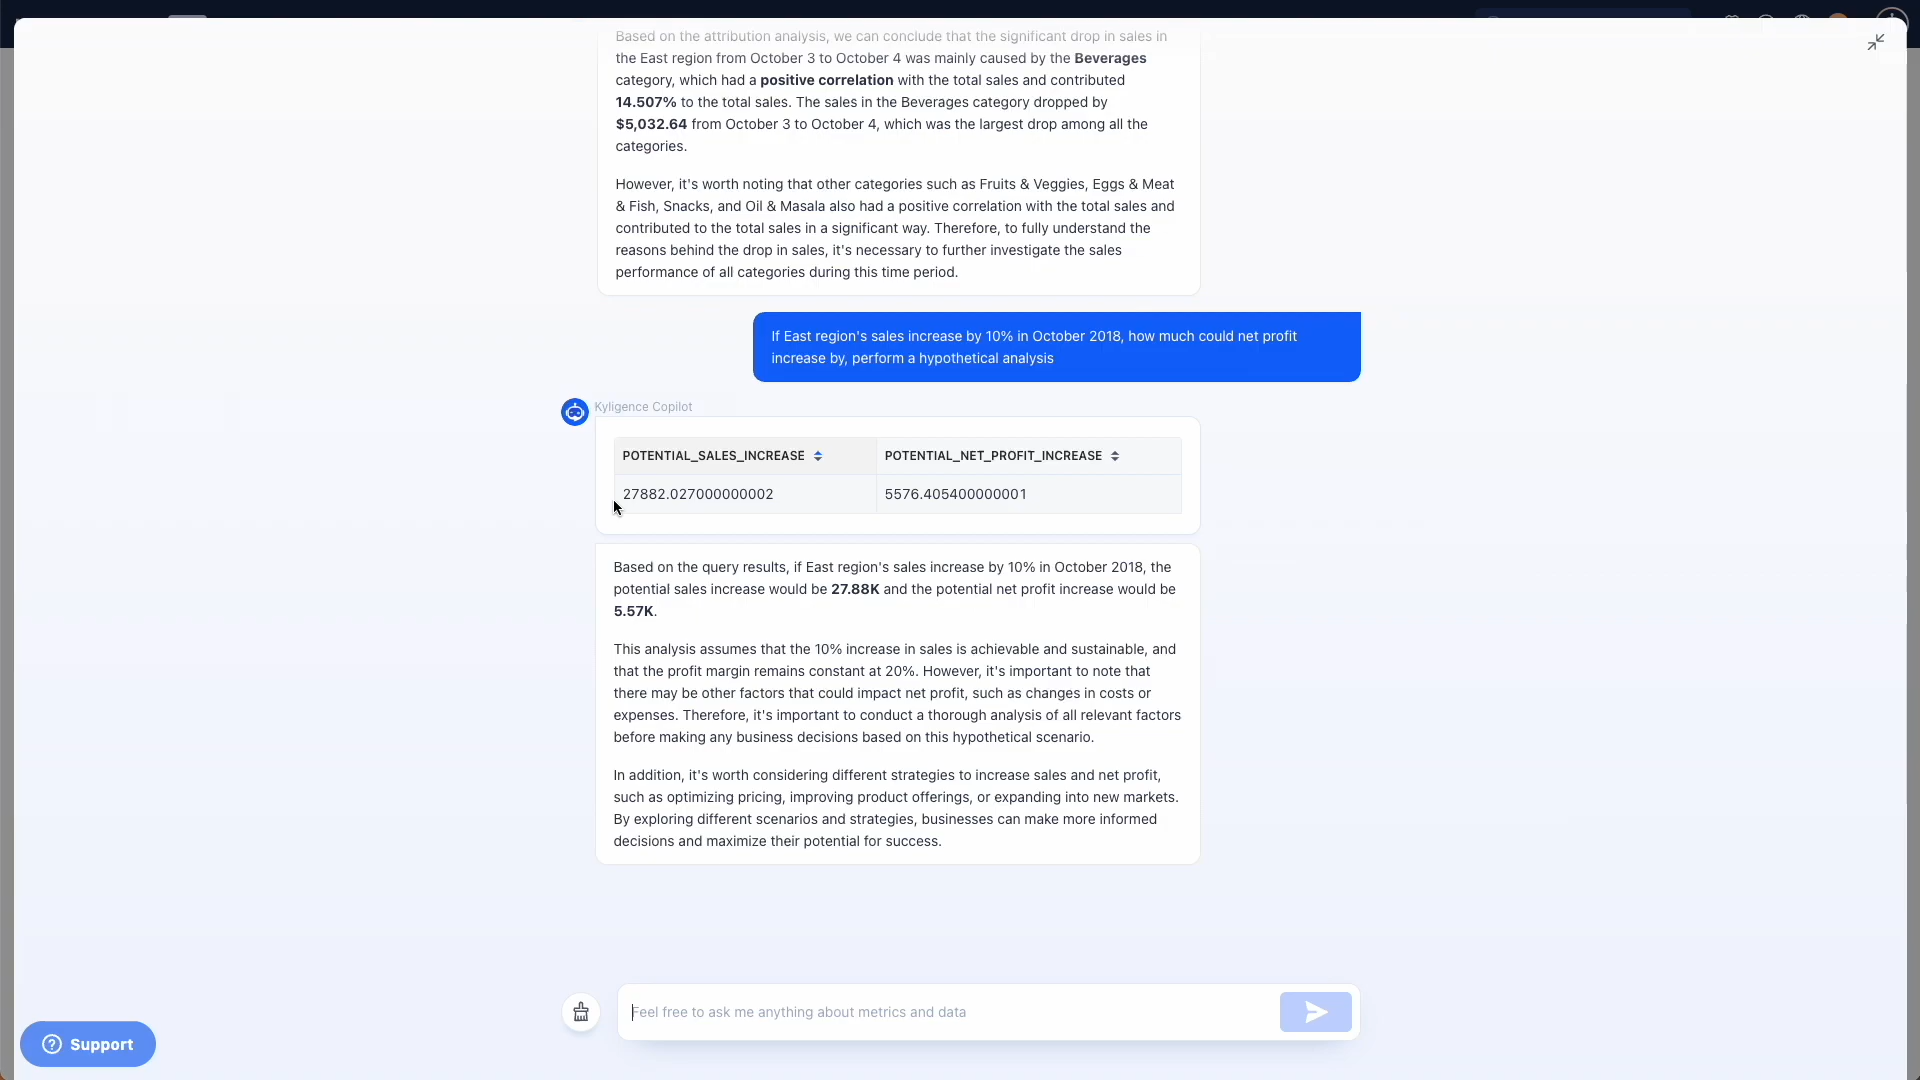 Based on the attribution analysis, we can conclude that the significant drop in sales in
the East region from October 3 to October 4 was mainly caused by the Beverages
category, which had a positive correlation with the total sales and contributed
14.507% to the total sales. The sales in the Beverages category dropped by
$5,032.64 from October 3 to October 4, which was the largest drop among all the
categories.
However, it's worth noting that other categories such as Fruits & Veggies, Eggs & Meat
& Fish, Snacks, and Oil & Masala also had a positive correlation with the total sales and
contributed to the total sales in a significant way. Therefore, to fully understand the
reasons behind the drop in sales, it's necessary to further investigate the sales
performance of all categories during this time period.
If East region's sales increase by 10% in October 2018, how much could net profit
increase by, perform a hypothetical analysis
Kyligence Copilot
POTENTIAL_SALES_INCREASE POTENTIAL_NET_PROFIT_INCREASE
27882.027000000002 5576.405400000001
Based on the query results, if East region's sales increase by 10% in October 2018, the
potential sales increase would be 27.88K and the potential net profit increase would be
5.57K.
This analysis assumes that the 10% increase in sales is achievable and sustainable, and
that the profit margin remains constant at 20%. However, it's important to note that
there may be other factors that could impact net profit, such as changes in costs or
expenses. Therefore, it's important to conduct a thorough analysis of all relevant factors
before making any business decisions based on this hypothetical scenario.
In addition, it's worth considering different strategies to increase sales and net profit,
such as optimizing pricing, improving product offerings, or expanding into new markets.
By exploring different scenarios and strategies, businesses can make more informed
decisions and maximize their potential for success.
Feel free to ask me anything about metrics and data
Support